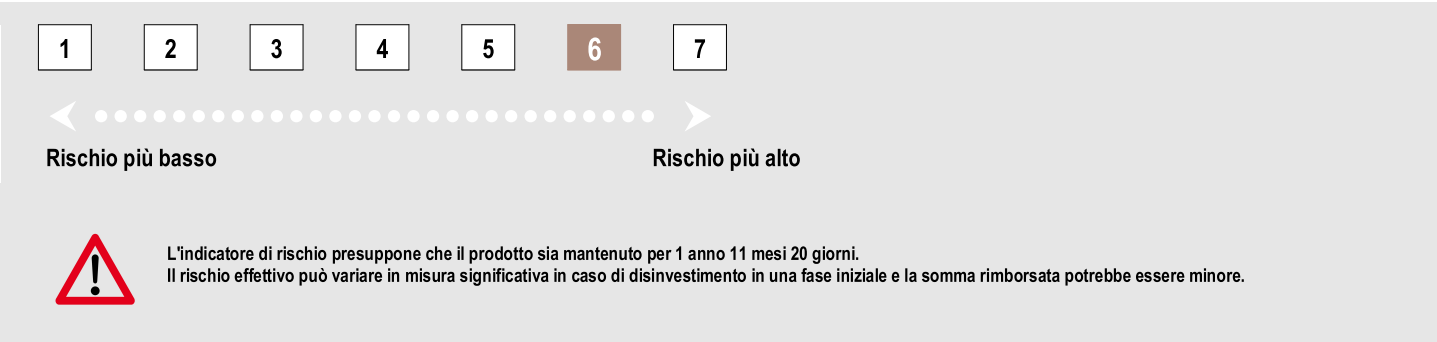 1 2 3 4 5 6 7
Rischio più basso Rischio più alto
L'indicatore di rischio presuppone che il prodotto sia mantenuto per 1 anno 11 mesi 20 giorni.
Il rischio effettivo può variare in misura significativa in caso di disinvestimento in una fase iniziale e la somma rimborsata potrebbe essere minore.